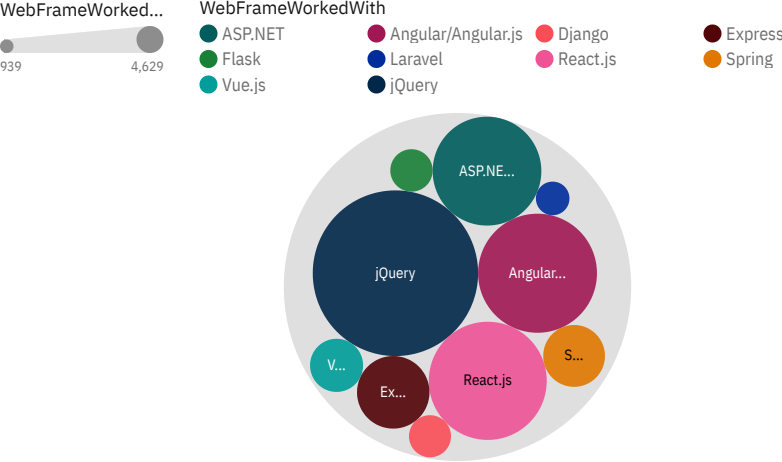 WebFrameWorked...
939
4,629
WebFrameWorkedWith
ASP.NET
Angular/Angular.js
Django
Express
Flask
Laravel
React.js
Spring
Vue.js
jQuery
ASP.NE...
jQuery
Angular...
V...
Ex...
React.js
S...